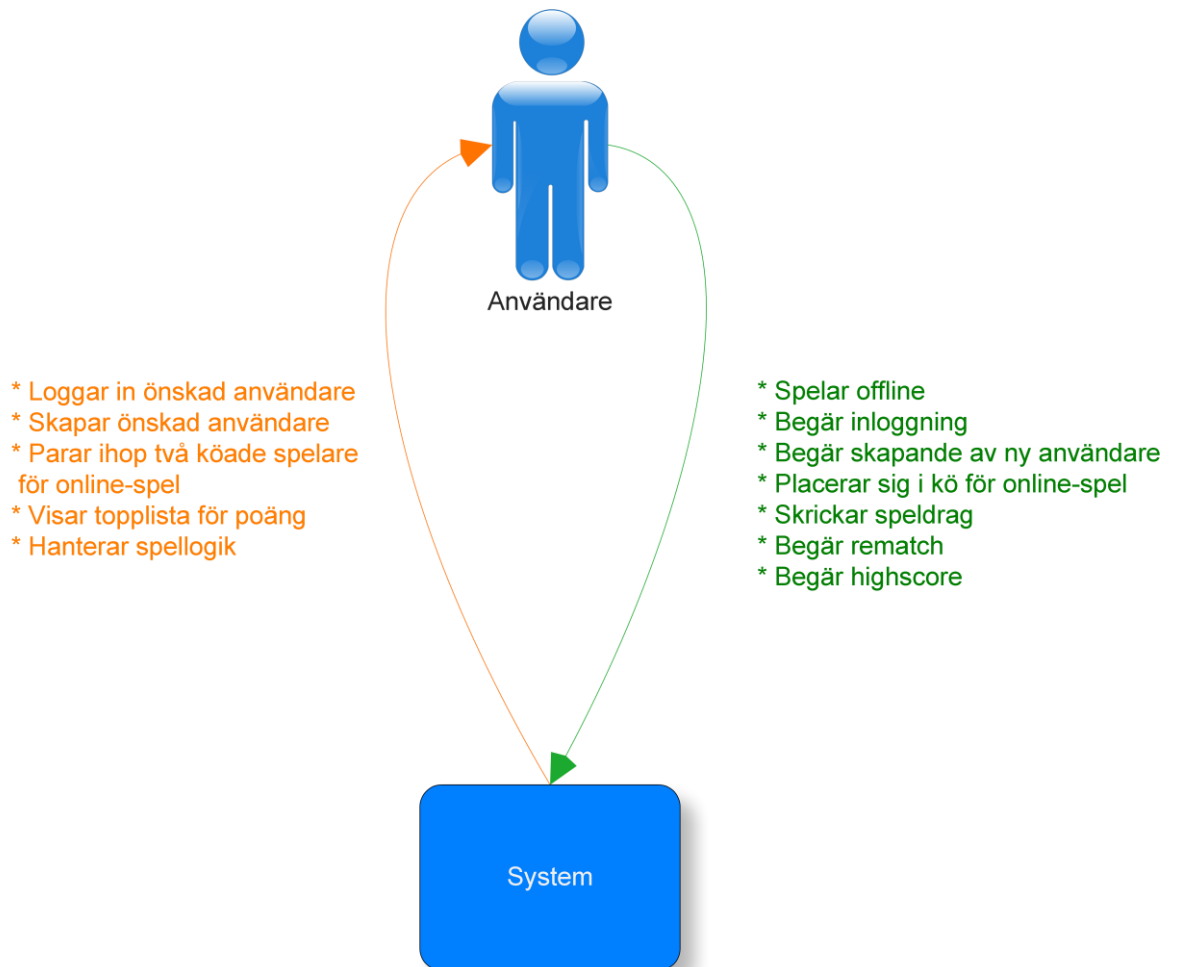 Användare
* Loggar in önskad användare
* Skapar önskad användare
* Parar ihop två köade spelare
för online-spel
* Visar topplista för poäng
* Hanterar spellogik
* Spelar offline
* Begär inloggning
* Begär skapande av ny användare
* Placerar sig i kö för online-spel
* Skrickar speldrag
* Begär rematch
* Begär highscore
System